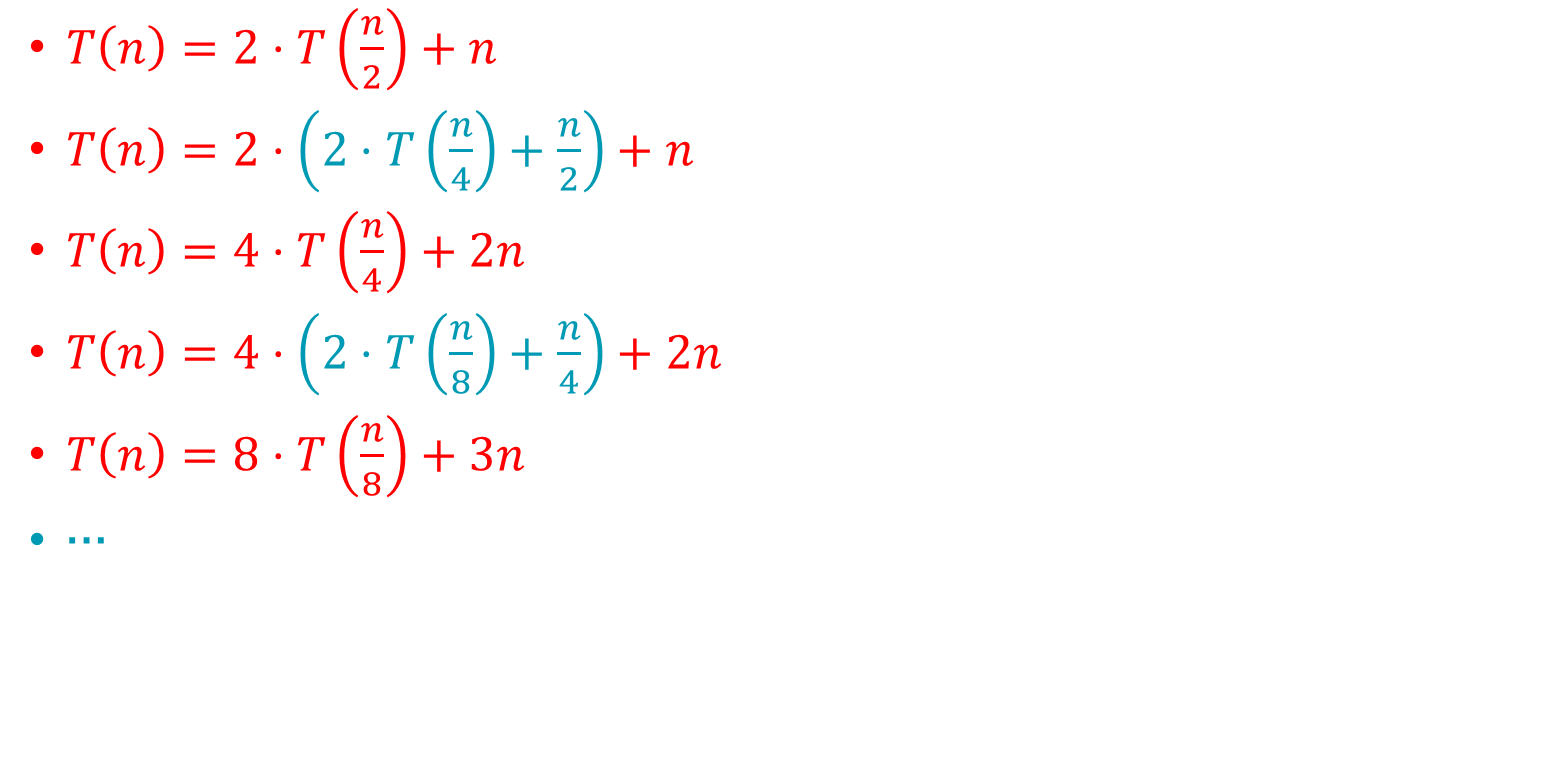 • T(n) = 2 · T(n/2) + n
• T(n) = 2 · (2 · T(n/4) + n/2) + n
• T(n) = 4 · T(n/4) + 2n
• T(n) = 4 · (2 · T(n/8) + n/4) + 2n
• T(n) = 8 · T(n/8) + 3n
• …